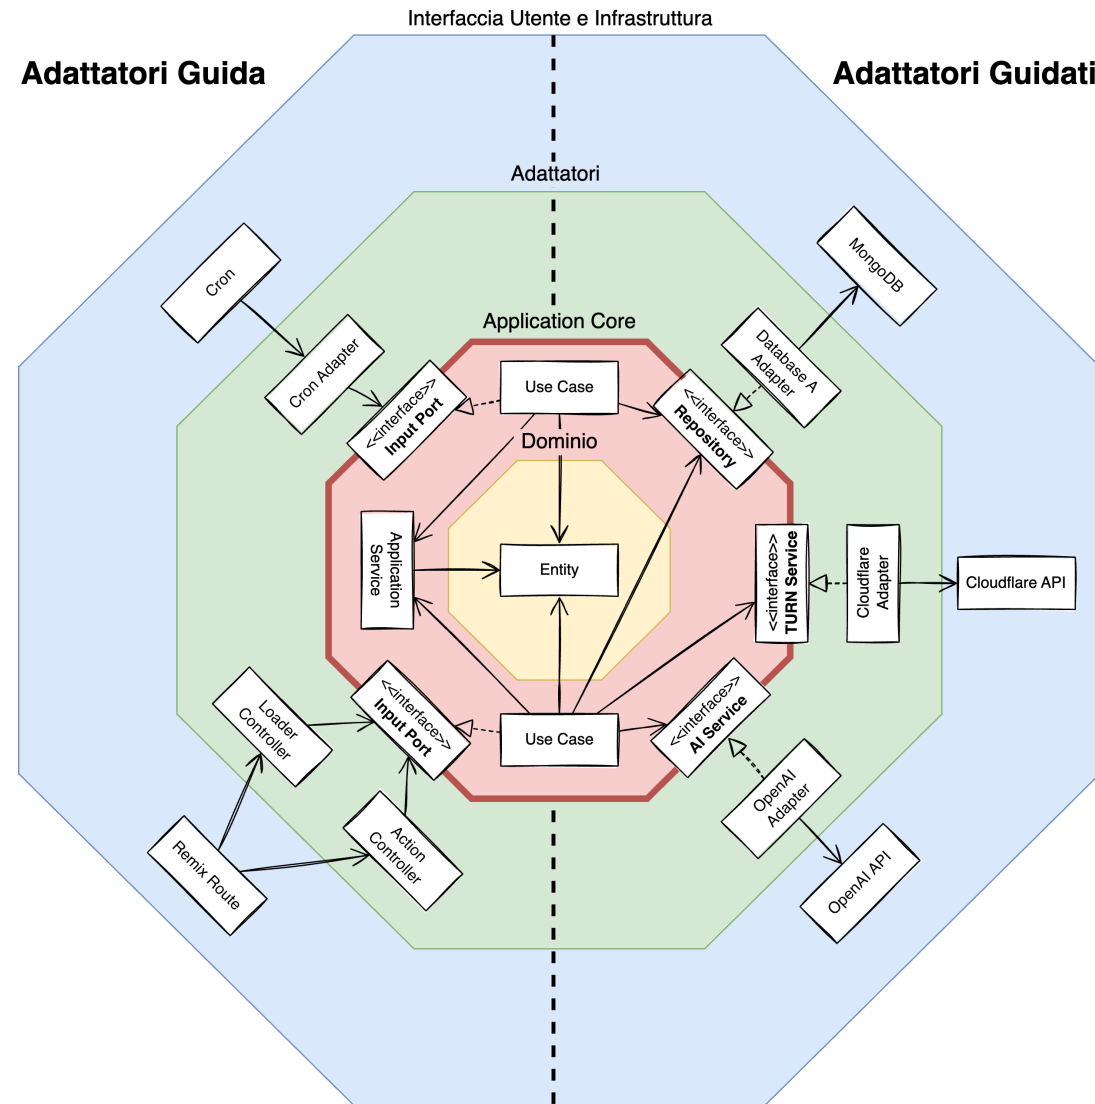 Interfaccia Utente e Infrastruttura
Adattatori Guida
Adattatori Guidati
Adattatori
Application Core
Cron
Cron Adapter
<<interface>>
Input Port
Use Case
<<interface>>
Repository
Database A
Adapter
MongoDB
Dominio
Application
Service
Entity
<<interface>>
TURN Service
Cloudflare
Adapter
Cloudflare API
Loader
Controller
<<interface>>
Input Port
Use Case
<<interface>>
AI Service
OpenAI
Adapter
OpenAI API
Remix Route
Action
Controller